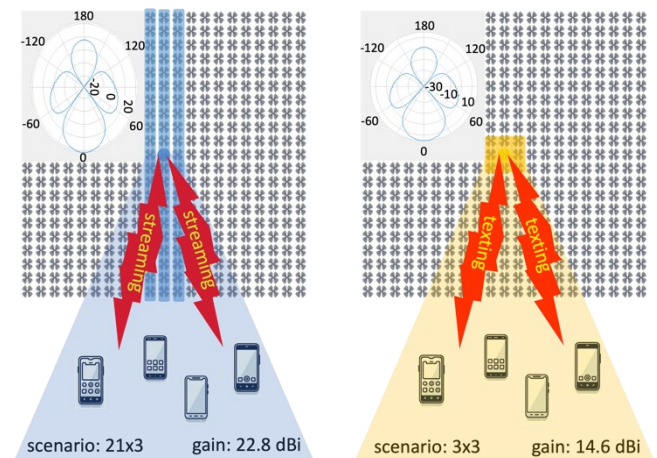 180
-120
120
-20
0
20
-60
60
0
streaming
streaming
scenario: 21x3
gain: 22.8 dBi
180
-120
120
-30
-10
10
-60
60
0
texting
texting
scenario: 3x3
gain: 14.6 dBi